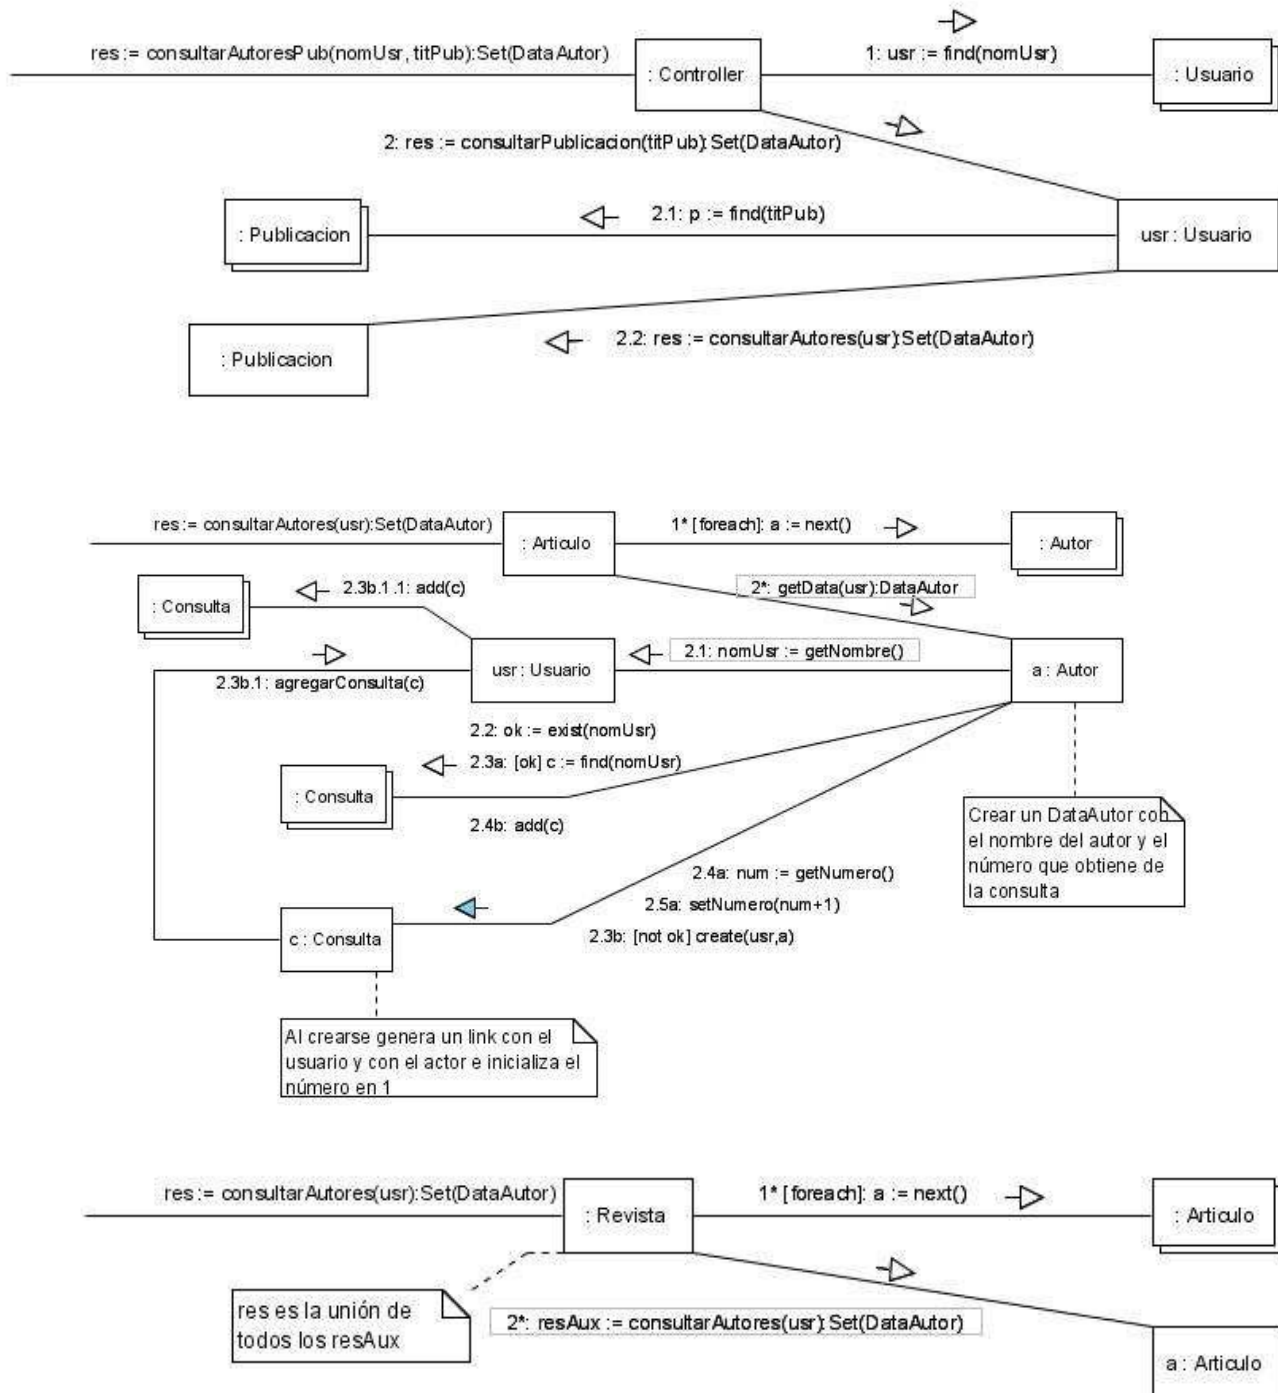 res := consultarAutoresPub(nomUsr, titPub):Set(DataAutor)
: Controller
1: usr := find(nomUsr)
: Usuario
2: res := consultarPublicacion(titPub):Set(DataAutor)
: Publicacion
2.1: p := find(titPub)
usr : Usuario
: Publicacion
2.2: res := consultarAutores(usr):Set(DataAutor)
res := consultarAutores(usr):Set(DataAutor)
: Articulo
1* [foreach]: a := next()
: Autor
: Consulta
2.3b.1.1: add(c)
2*: getData(usr):DataAutor
2.3b.1: agregarConsulta(c)
usr : Usuario
2.1: nomUsr := getNombre()
a : Autor
2.2: ok := exist(nomUsr)
2.3a: [ok] c := find(nomUsr)
: Consulta
2.4b: add(c)
Crear un DataAutor con
el nombre del autor y el
número que obtiene de
la consulta
2.4a: num := getNumero()
2.5a: setNumero(num+1)
2.3b: [not ok] create(usr,a)
c : Consulta
Al crearse genera un link con el
usuario y con el actor e inicializa el
número en 1
res := consultarAutores(usr):Set(DataAutor)
: Revista
1* [foreach]: a := next()
: Articulo
res es la unión de
todos los resAux
2*: resAux := consultarAutores(usr):Set(DataAutor)
a : Articulo